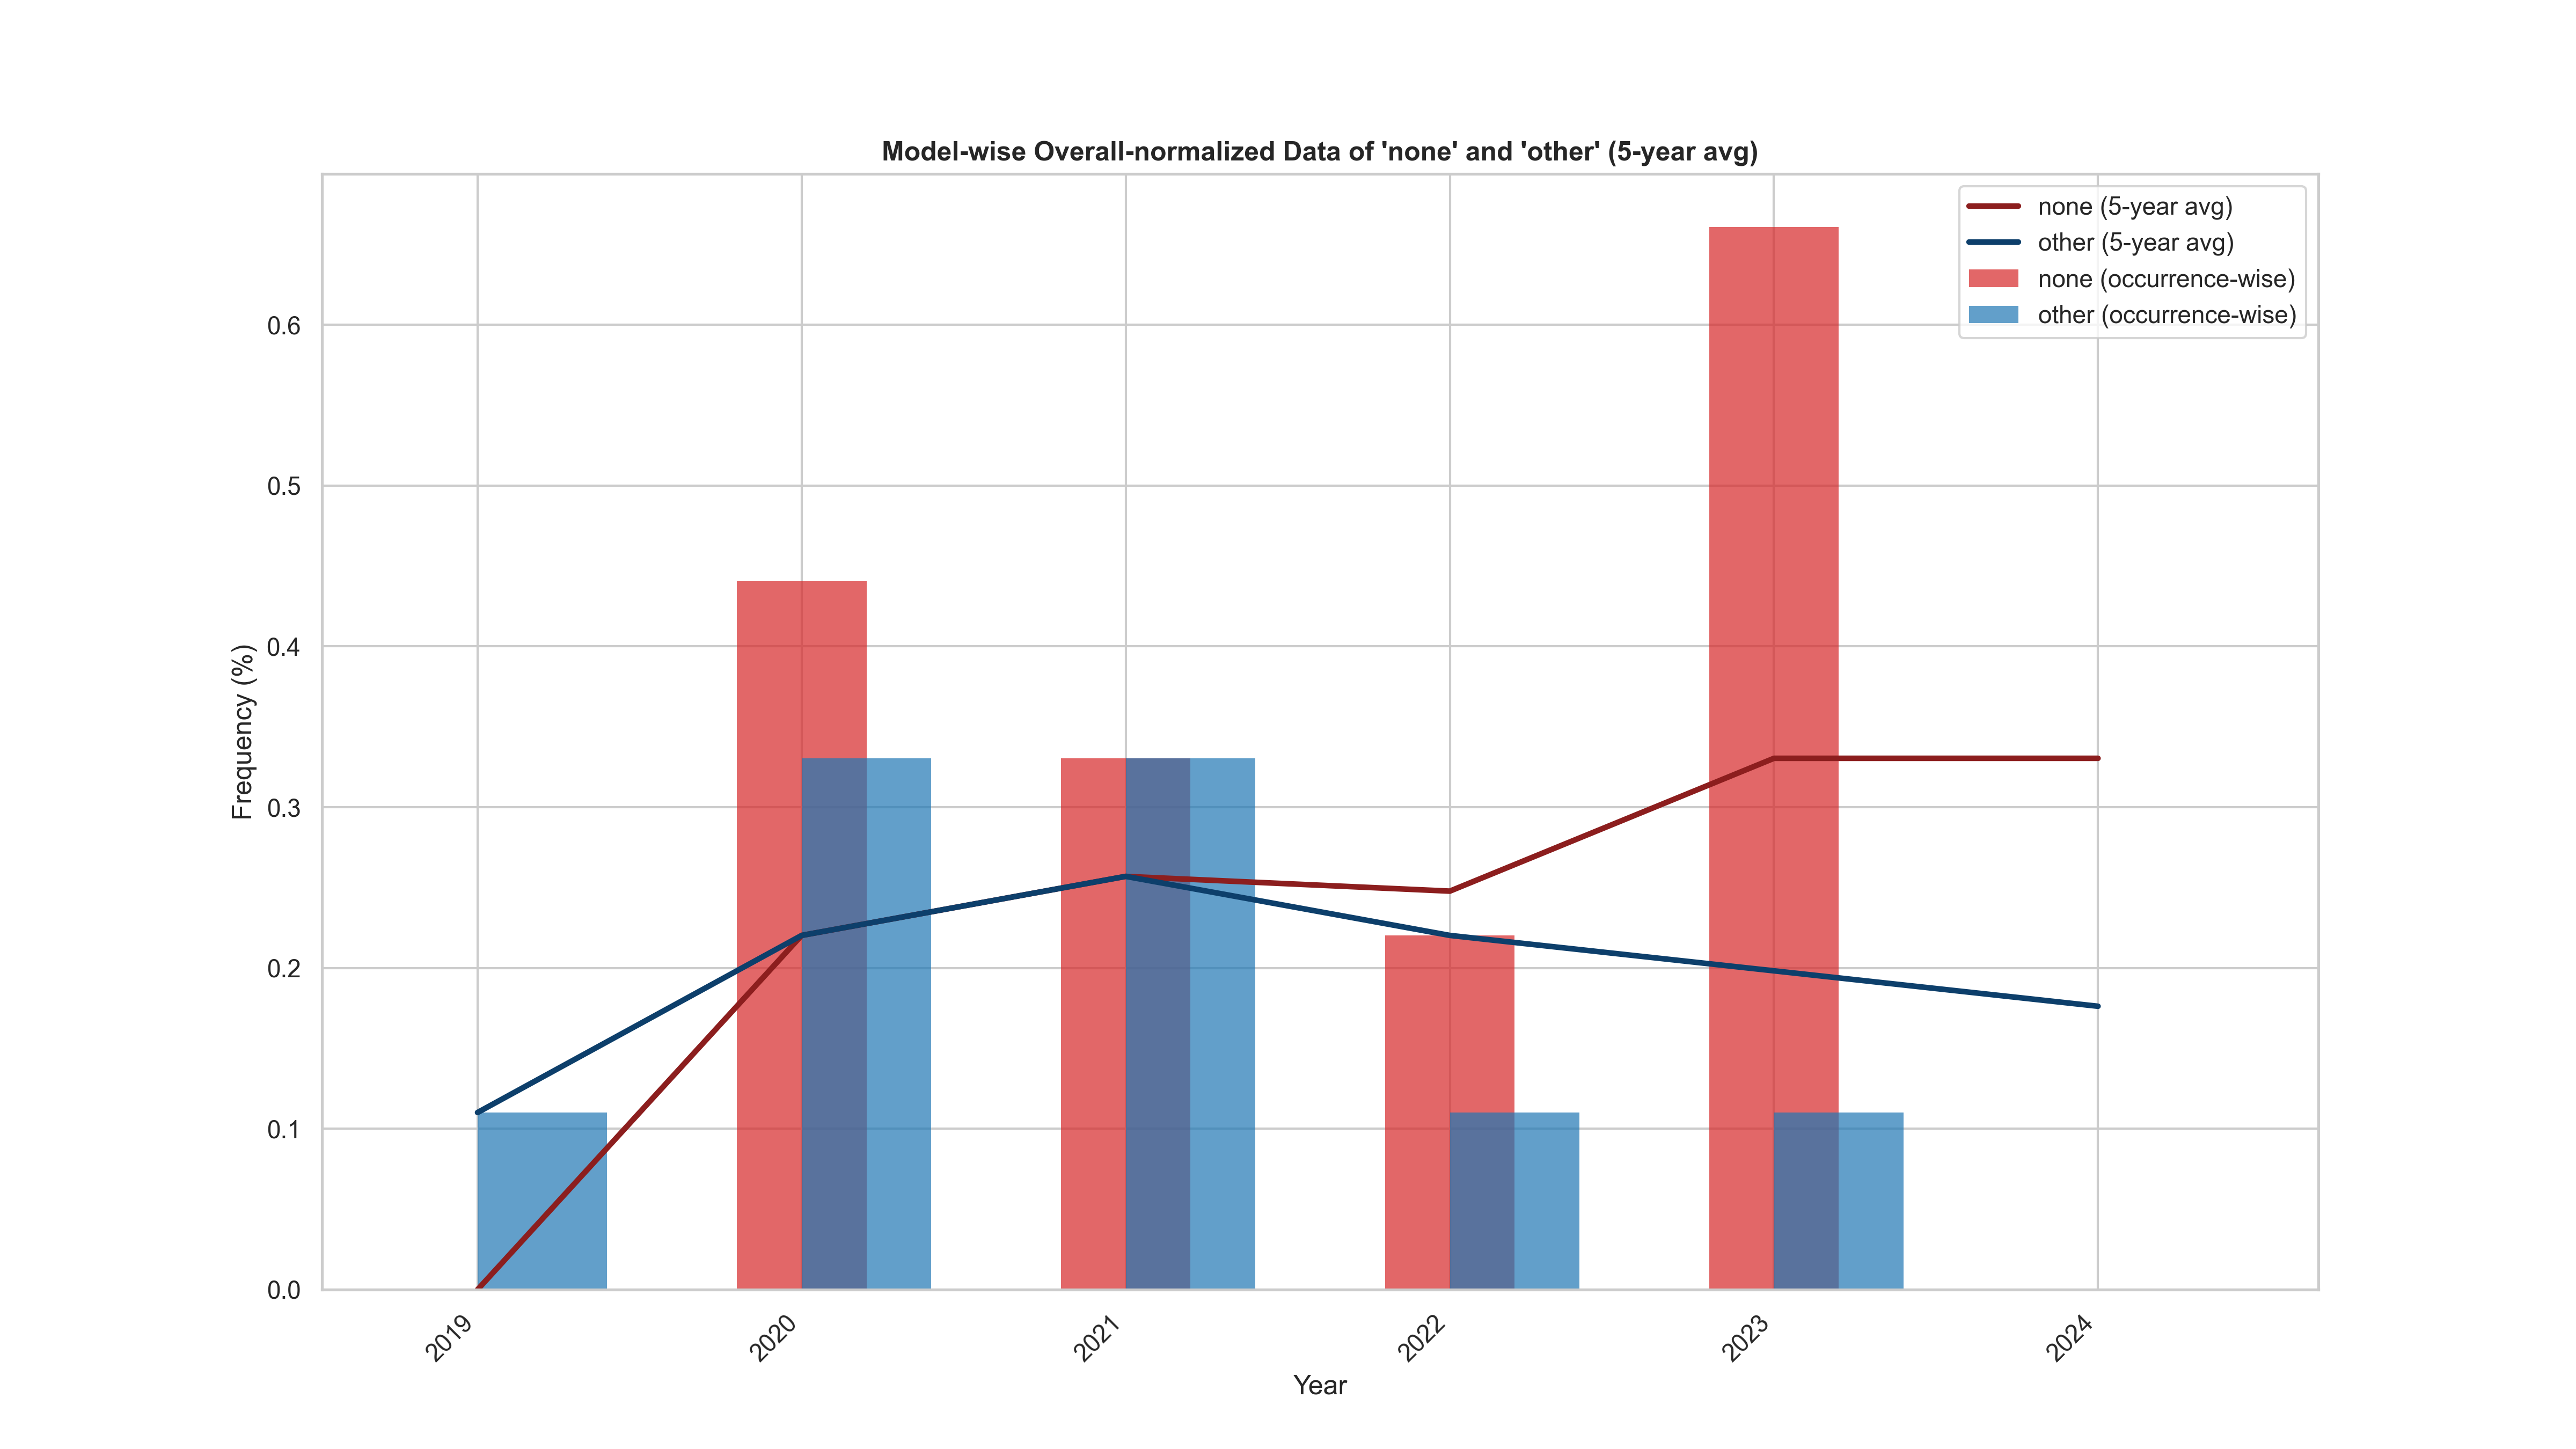 Model-wise Overall-normalized Data of 'none' and 'other' (5-year avg)
none (5-year avg)
other (5-year avg)
none (occurrence-wise)
other (occurrence-wise)
0.6
0.5
0.4
0.3
0.2
0.1
0.0
Frequency (%)
2019
2020
2021
2022
2023
2024
Year